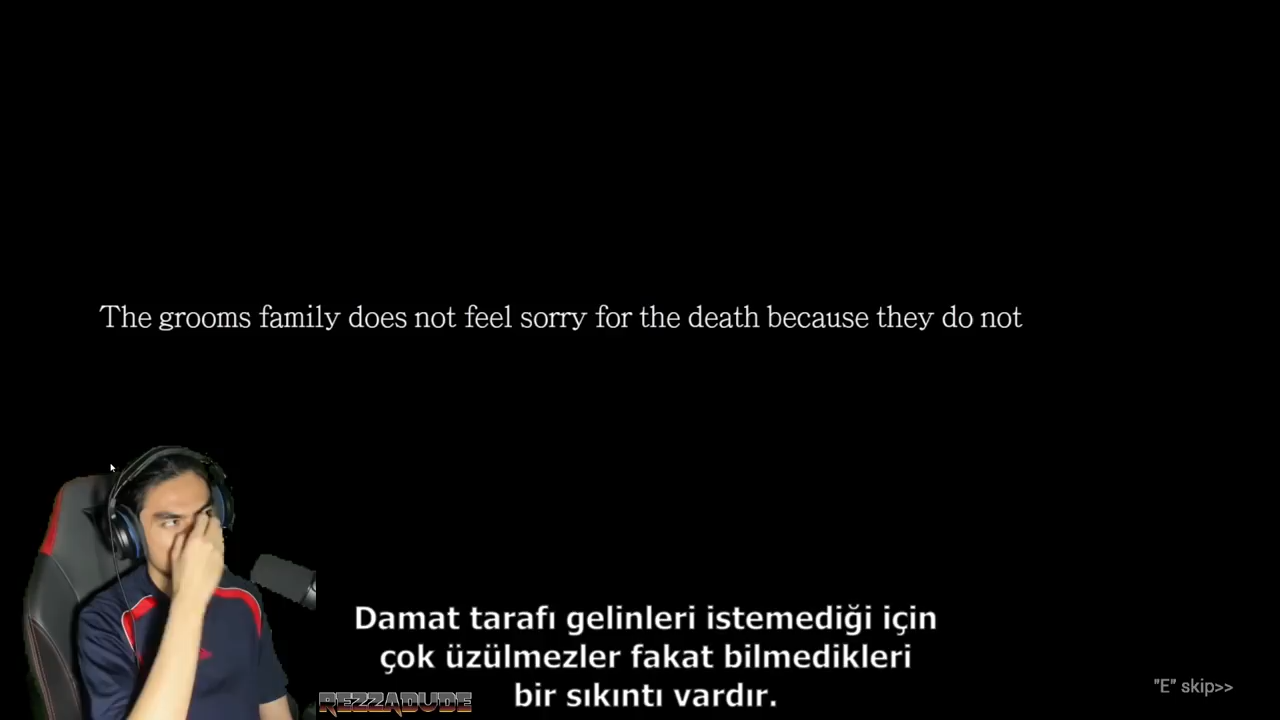 The grooms family does not feel sorry for the death because they do not
Damat tarafı gelinleri istemediği için
çok üzülmezler fakat bilmedikleri
bir sıkıntı vardır.
REZZADUDE
"E" skip>>